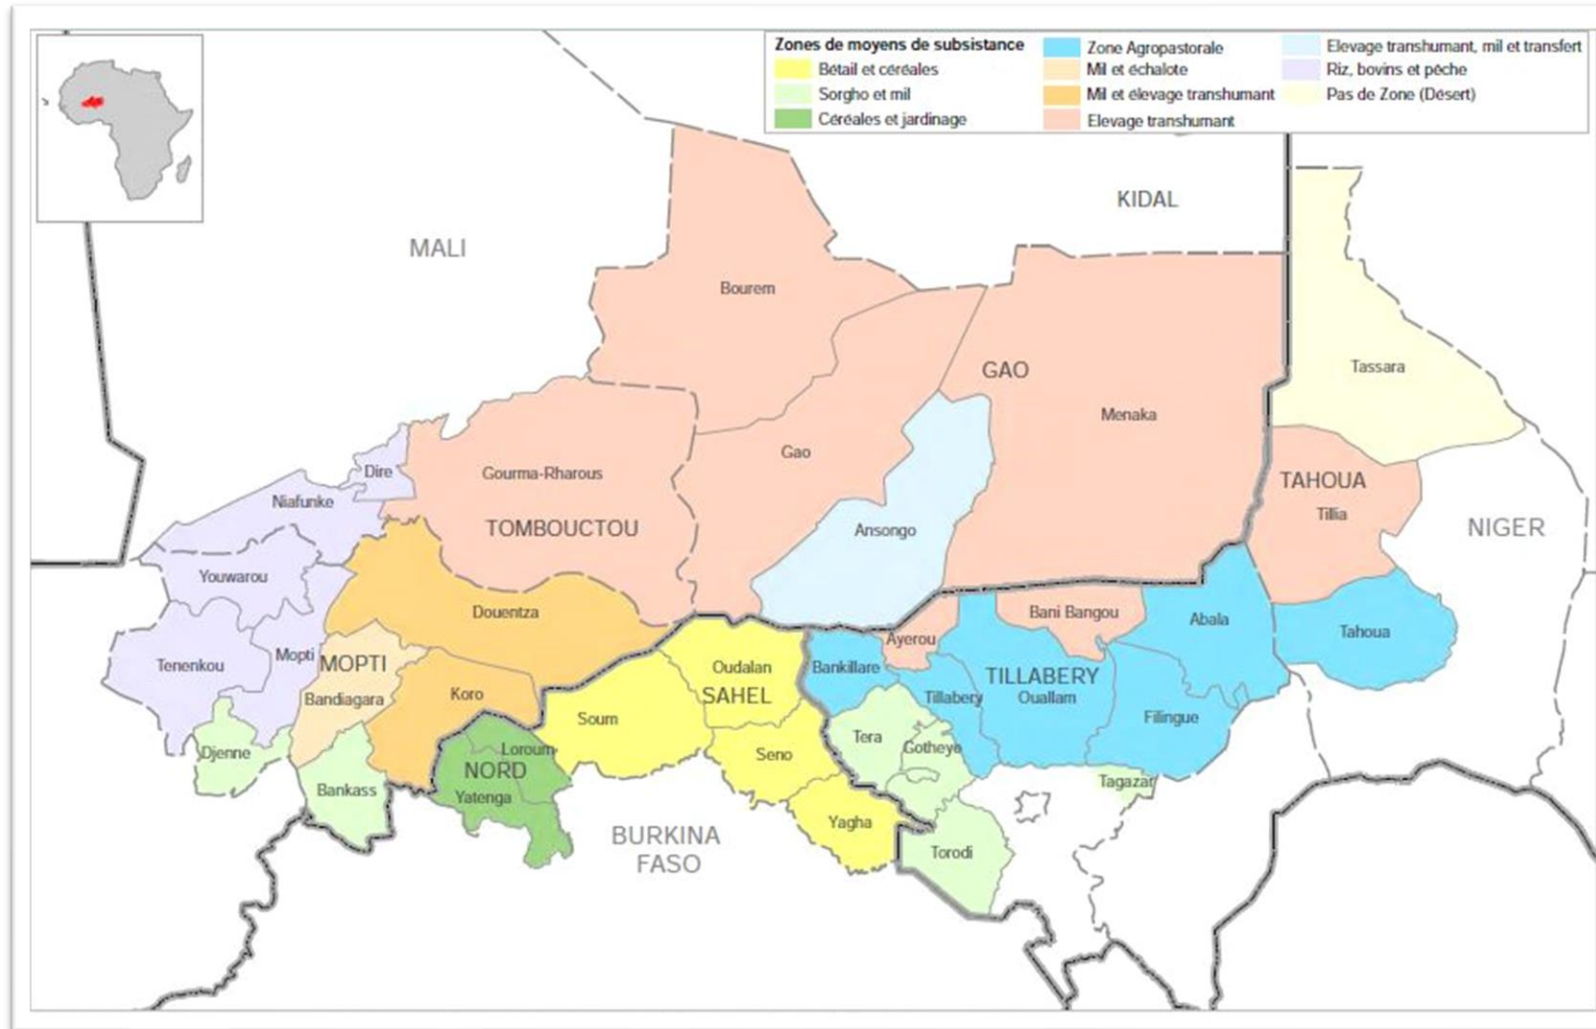 Zones de moyens de subsistance
Bétail et céréales
Sorgho et mil
Céréales et jardinage
Zone Agropastorale
Mil et échalote
Mil et élevage transhumant
Elevage transhumant
Elevage transhumant, mil et transfert
Riz, bovins et pêche
Pas de Zone (Désert)
KIDAL
MALI
Bourem
Tassara
GAO
Menaka
Gao
Dire
Gourma-Rharous
TAHOUA
Niafunke
Tillia
TOMBOUCTOU
Ansongo
NIGER
Youwarou
Douentza
Bani Bangou
Abala
Ayerou
Tahoua
Mopti
MOPTI
Tenenkou
Oudalan
Bankillare
TILLABERY
Bandiagara
Koro
SAHEL
Tillabery
Ouallam
Soum
Filingue
Djenne
Loroum
Seno
Tera
Gotheye
NORD
Bankass
Yatenga
Tagazar
Yagha
BURKINA
FASO
Torodi